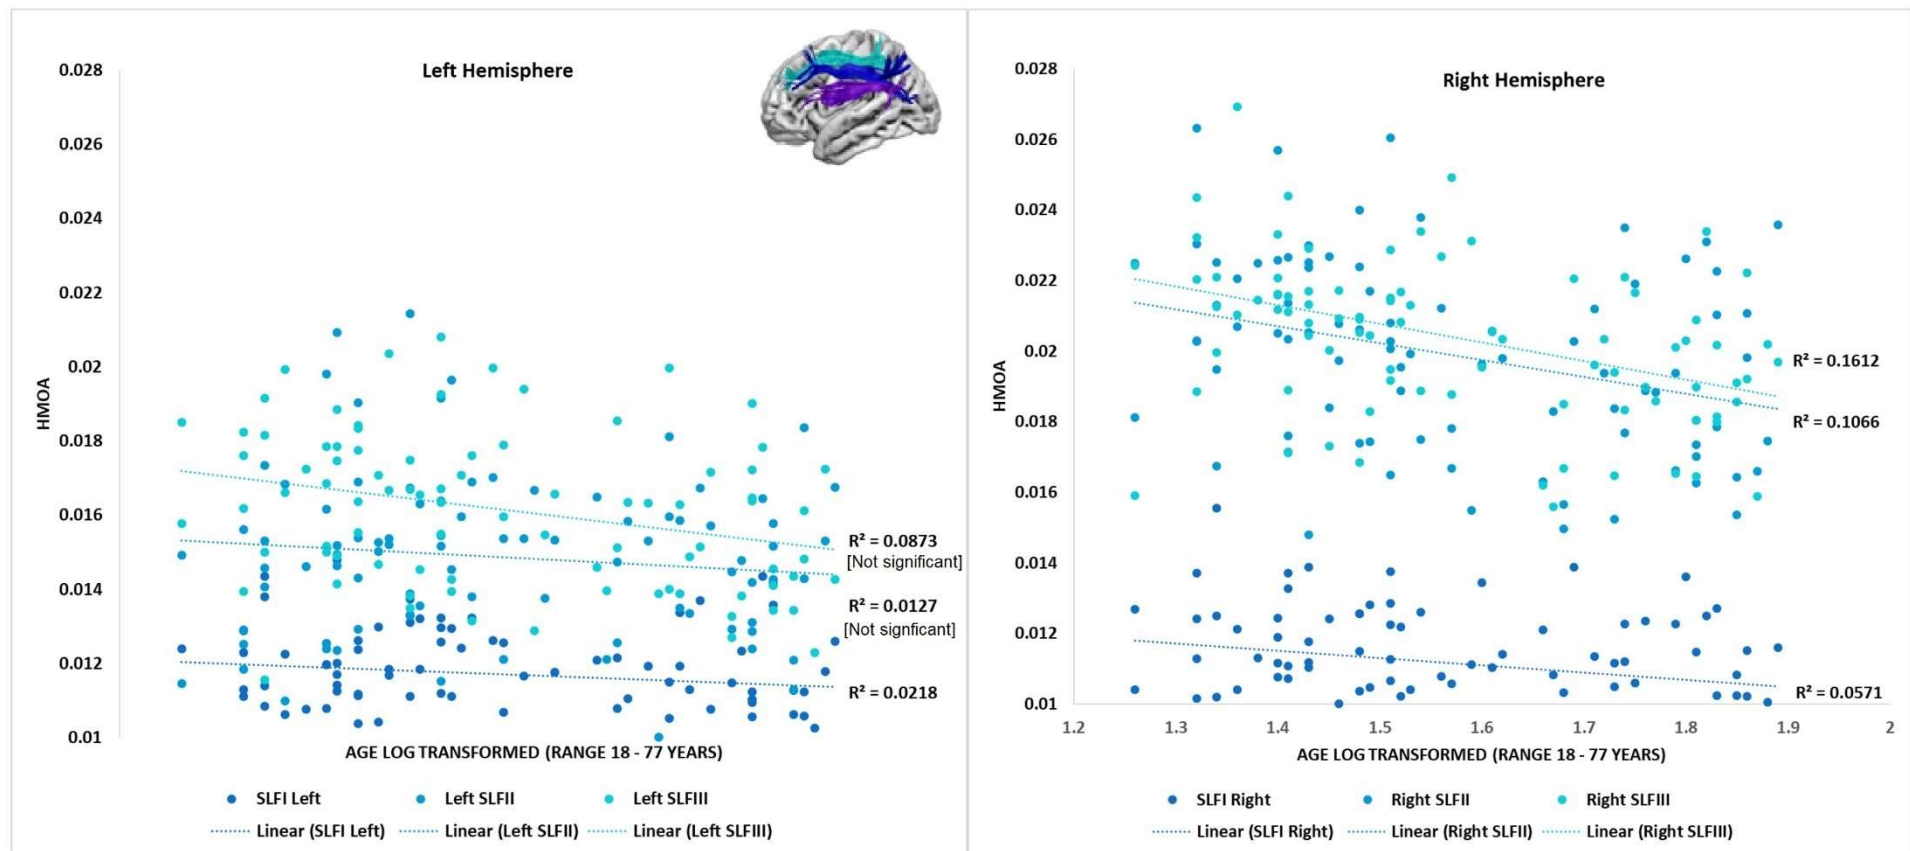 Left Hemisphere
0.028
0.026
0.024
0.022
0.02
0.018
0.016
0.014
0.012
0.01
HMOA
R² = 0.0873
[Not significant]
R² = 0.0127
[Not signficant]
R² = 0.0218
AGE LOG TRANSFORMED (RANGE 18 - 77 YEARS)
SLFI Left Left SLFII Left SLFIII
Linear (SLFI Left) Linear (Left SLFII) Linear (Left SLFIII)
Right Hemisphere
0.028
0.026
0.024
0.022
0.02
0.018
0.016
0.014
0.012
0.01
HMOA
R² = 0.1612
R² = 0.1066
R² = 0.0571
1.2 1.3 1.4 1.5 1.6 1.7 1.8 1.9 2
AGE LOG TRANSFORMED (RANGE 18 - 77 YEARS)
SLFI Right Right SLFII Right SLFIII
Linear (SLFI Right) Linear (Right SLFII) Linear (Right SLFIII)